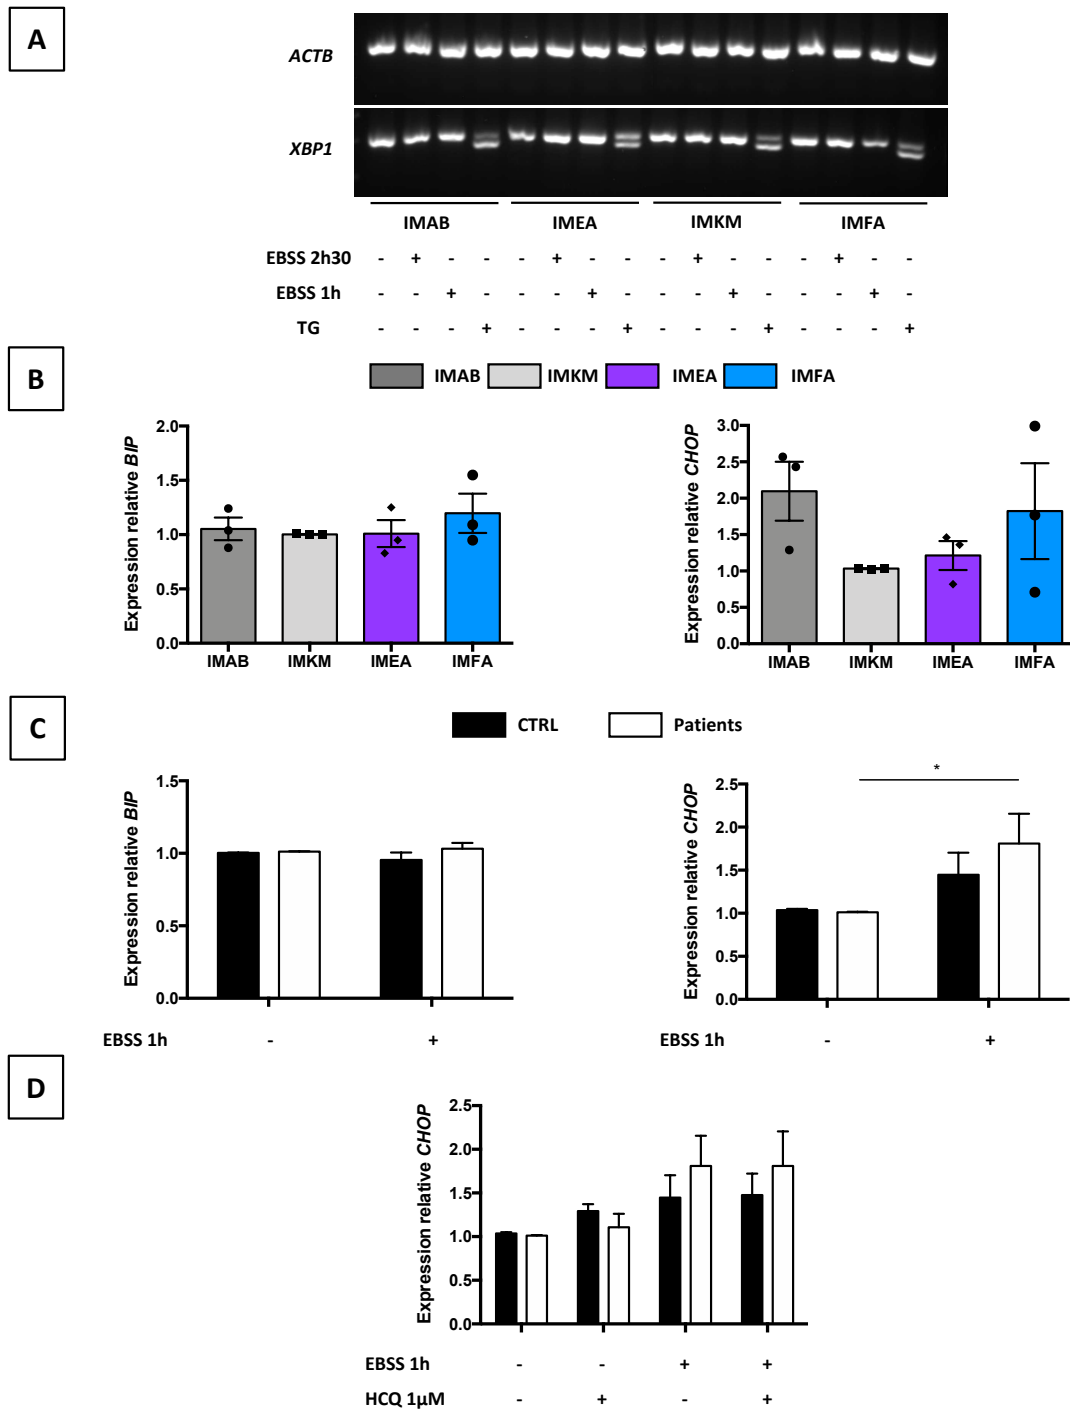 A
ACTB
XBP1
IMAB IMEA IMKM IMFA
EBSS 2h30 - + - - - + - - - + - - - + - -
EBSS 1h - - + - - - + - - - + - - - + -
TG - - - + - - - + - - - + - - - +
B
IMAB IMKM IMEA IMFA
Expression relative BIP
2.0
1.5
1.0
0.5
0.0
IMAB IMKM IMEA IMFA
Expression relative CHOP
3.0
2.5
2.0
1.5
1.0
0.5
0.0
IMAB IMKM IMEA IMFA
C
CTRL Patients
Expression relative BIP
1.5
1.0
0.5
0.0
EBSS 1h - +
Expression relative CHOP
*
2.5
2.0
1.5
1.0
0.5
0.0
EBSS 1h - +
D
Expression relative CHOP
2.5
2.0
1.5
1.0
0.5
0.0
EBSS 1h - - + +
HCQ 1µM - + - +